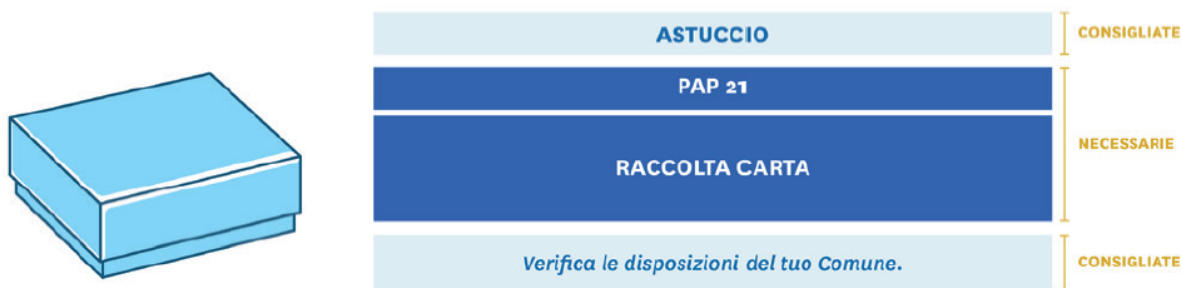 ASTUCCIO
CONSIGLIATE
PAP 21
NECESSARIE
RACCOLTA CARTA
Verifica le disposizioni del tuo Comune.
CONSIGLIATE